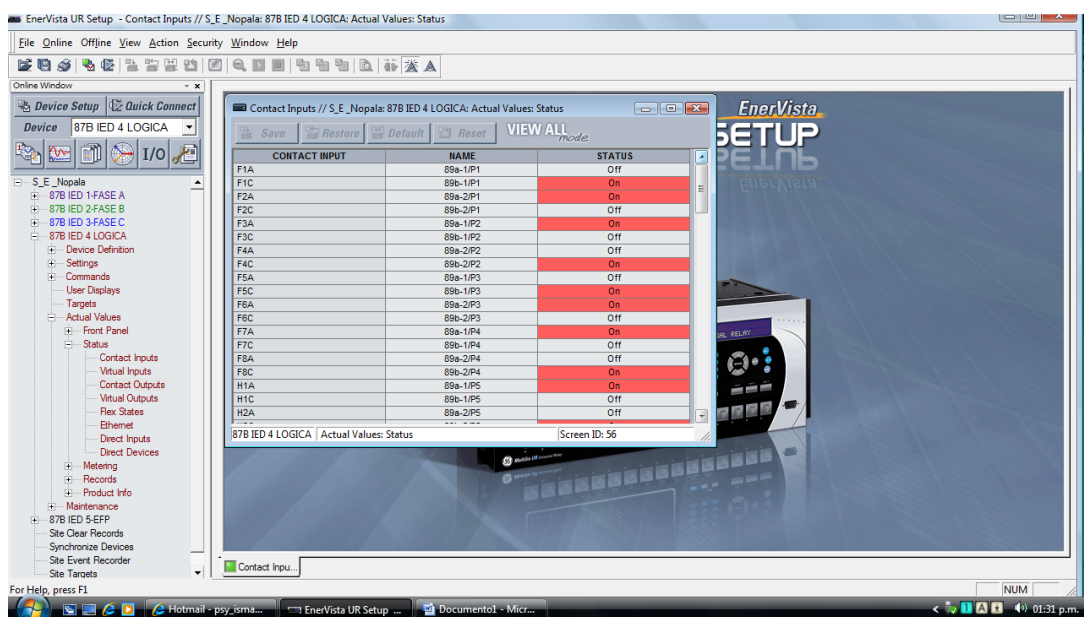 EnerVista UR Setup - Contact Inputs // S_E _Nopala: 87B IED 4 LOGICA: Actual Values: Status
File Online Offline View Action Security Window Help
Online Window
Device Setup Quick Connect
Device 87B IED 4 LOGICA
I/O
S_E _Nopala
87B IED 1-FASE A
87B IED 2-FASE B
87B IED 3-FASE C
87B IED 4 LOGICA
Device Definition
Settings
Commands
User Displays
Targets
Actual Values
Front Panel
Status
Contact Inputs
Virtual Inputs
Contact Outputs
Virtual Outputs
Flex States
Ethernet
Direct Inputs
Direct Devices
Metering
Records
Product Info
Maintenance
87B IED 5-EFP
Site Clear Records
Synchronize Devices
Site Event Recorder
Site Targets
Contact Inputs // S_E _Nopala: 87B IED 4 LOGICA: Actual Values: Status
Save Restore Default Reset VIEW ALL mode
CONTACT INPUT NAME STATUS
F1A 89a-1/P1 Off
F1C 89b-1/P1 On
F2A 89a-2/P1 On
F2C 89b-2/P1 Off
F3A 89a-1/P2 On
F3C 89b-1/P2 Off
F4A 89a-2/P2 Off
F4C 89b-2/P2 On
F5A 89a-1/P3 Off
F5C 89b-1/P3 On
F6A 89a-2/P3 On
F6C 89b-2/P3 Off
F7A 89a-1/P4 On
F7C 89b-1/P4 Off
F8A 89a-2/P4 Off
F8C 89b-2/P4 On
H1A 89a-1/P5 On
H1C 89b-1/P5 Off
H2A 89a-2/P5 Off
87B IED 4 LOGICA Actual Values: Status Screen ID: 56
EnerVista
SETUP
RELAY
Multilin UR
Contact Inpu...
For Help, press F1
NUM
Hotmail - psy_isma...
EnerVista UR Setup ...
Documento1 - Micr...
01:31 p.m.